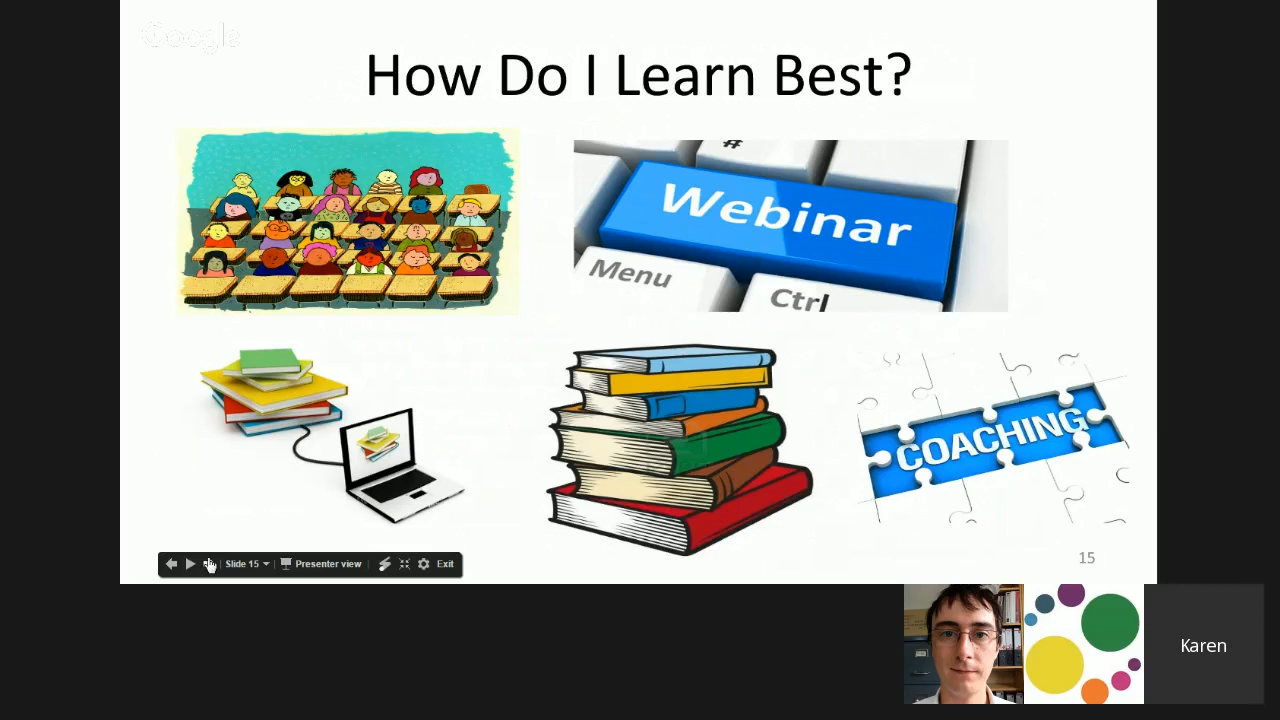 Google
How Do I Learn Best?
#
Webinar
Menu
Ctrl
COACHING
Slide 15
Presenter view
Exit
15
Karen